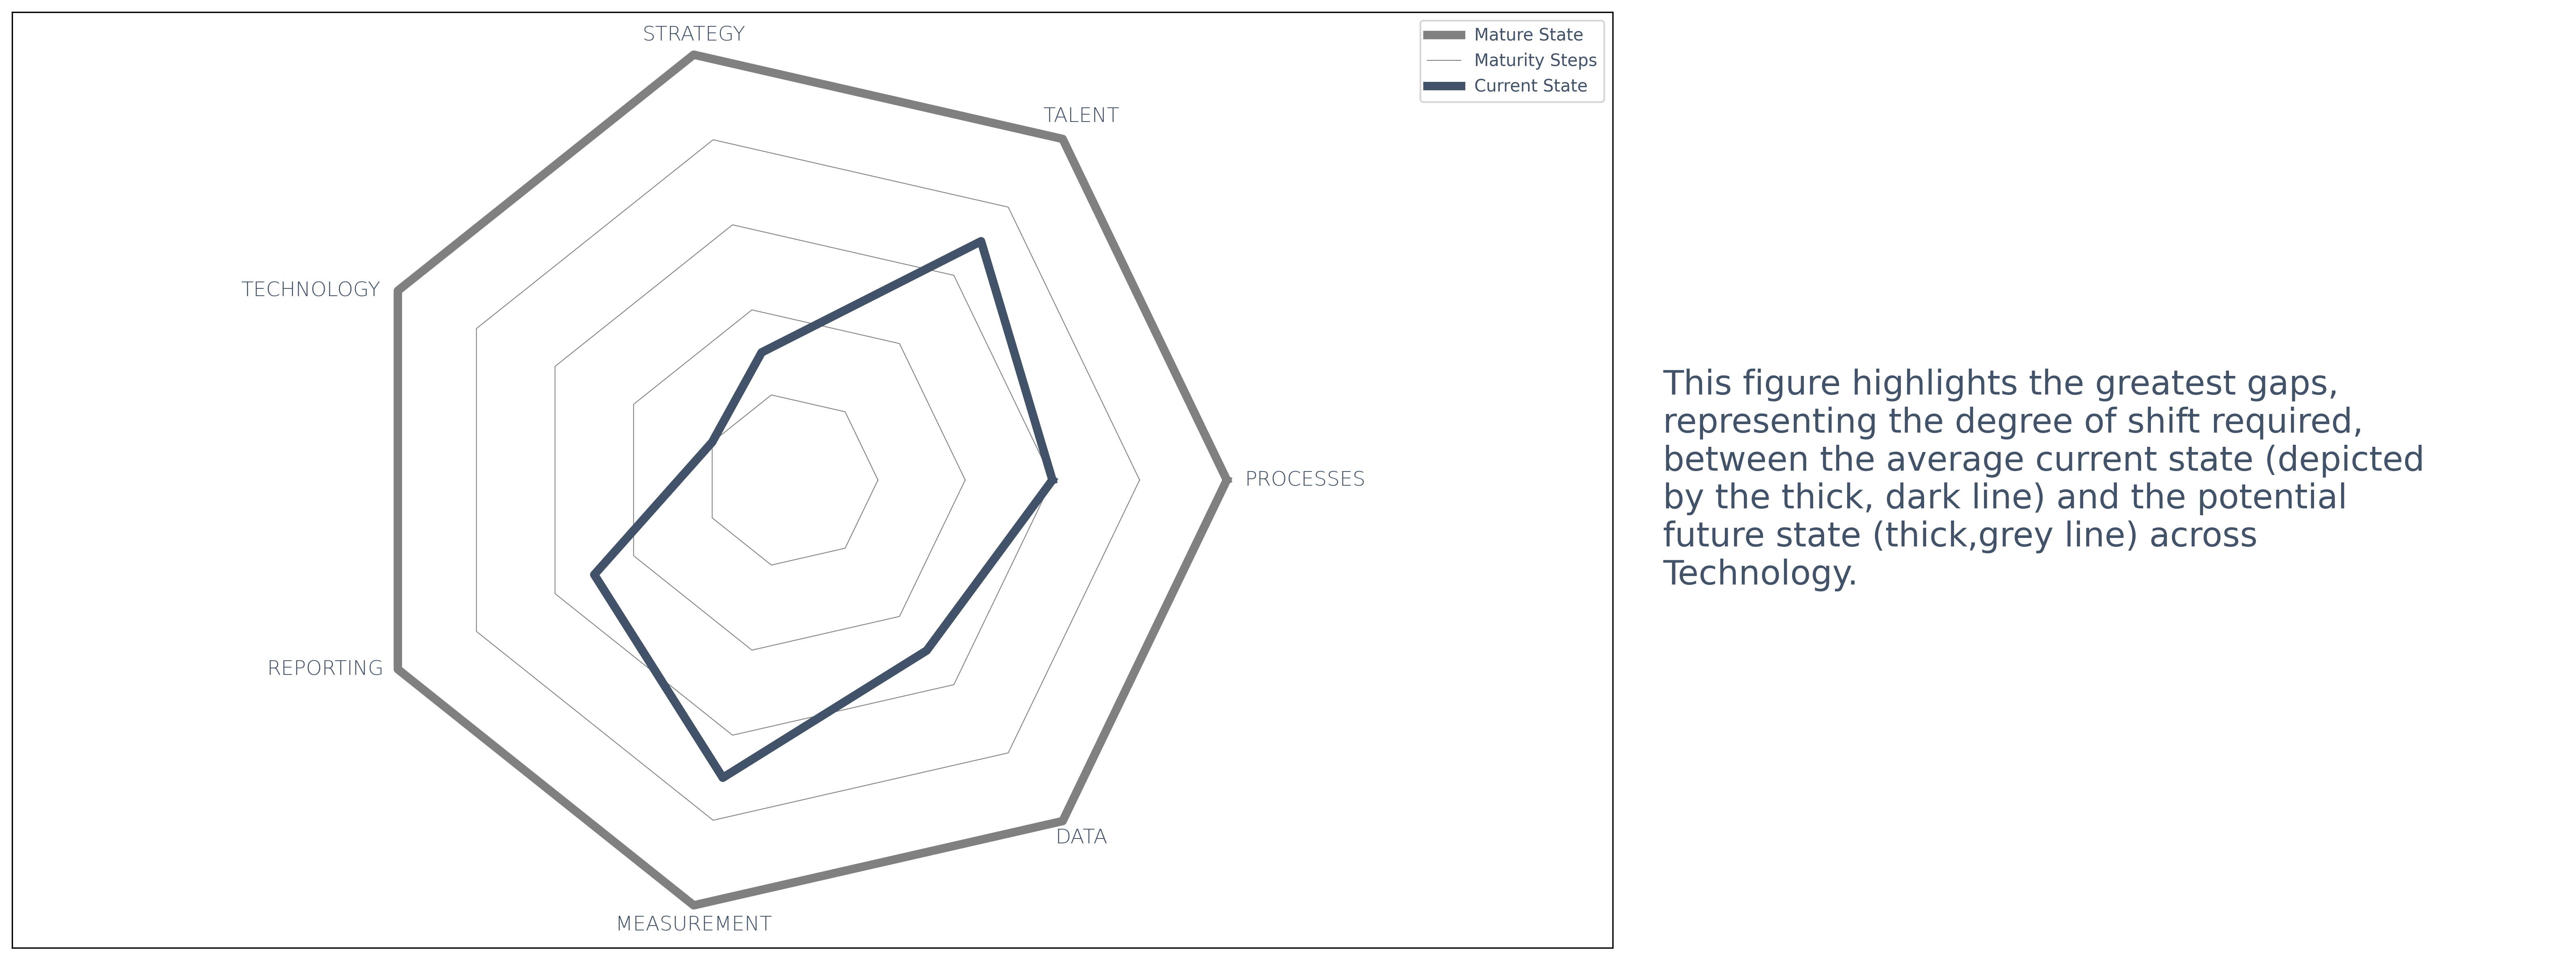 STRATEGY
Mature State
Maturity Steps
Current State
TALENT
TECHNOLOGY
PROCESSES
REPORTING
DATA
MEASUREMENT
This figure highlights the greatest gaps,
representing the degree of shift required,
between the average current state (depicted
by the thick, dark line) and the potential
future state (thick,grey line) across
Technology.